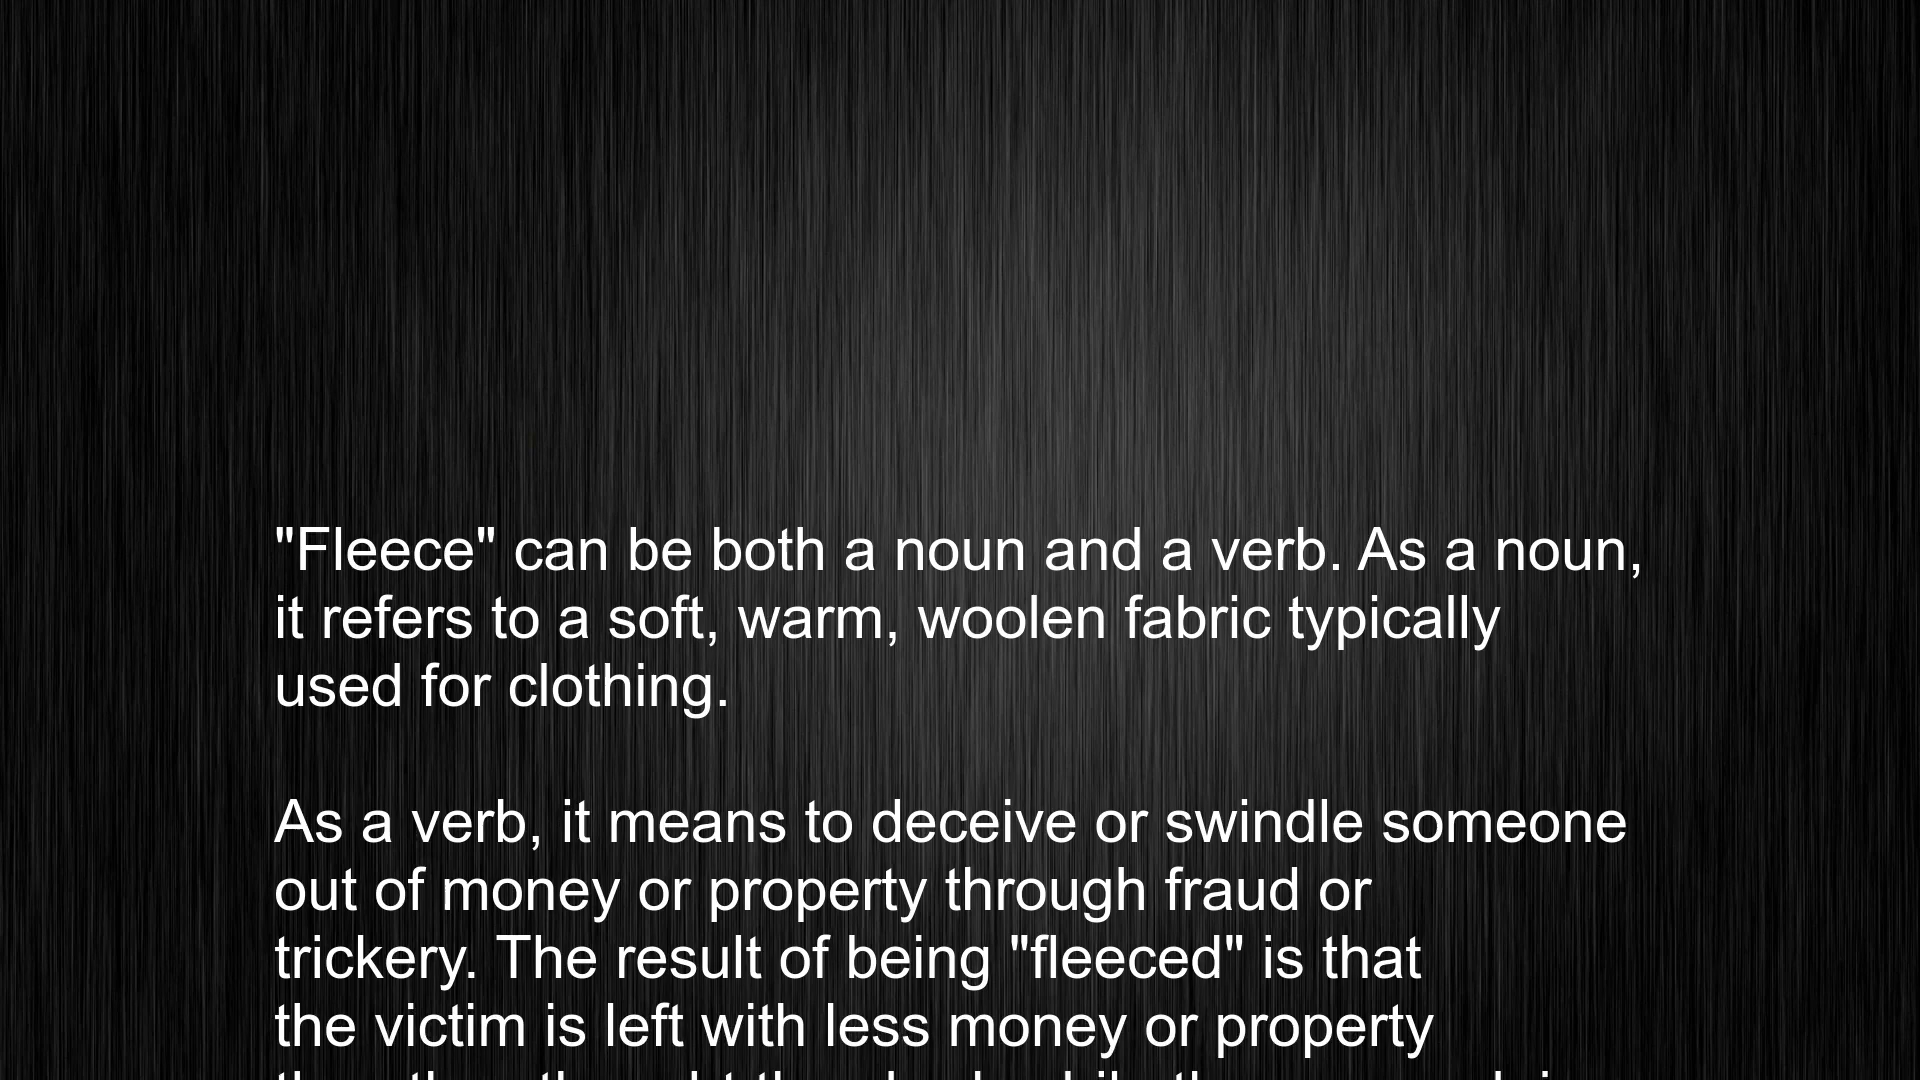 "Fleece" can be both a noun and a verb. As a noun,
it refers to a soft, warm, woolen fabric typically
used for clothing.
As a verb, it means to deceive or swindle someone
out of money or property through fraud or
trickery. The result of being "fleeced" is that
the victim is left with less money or property